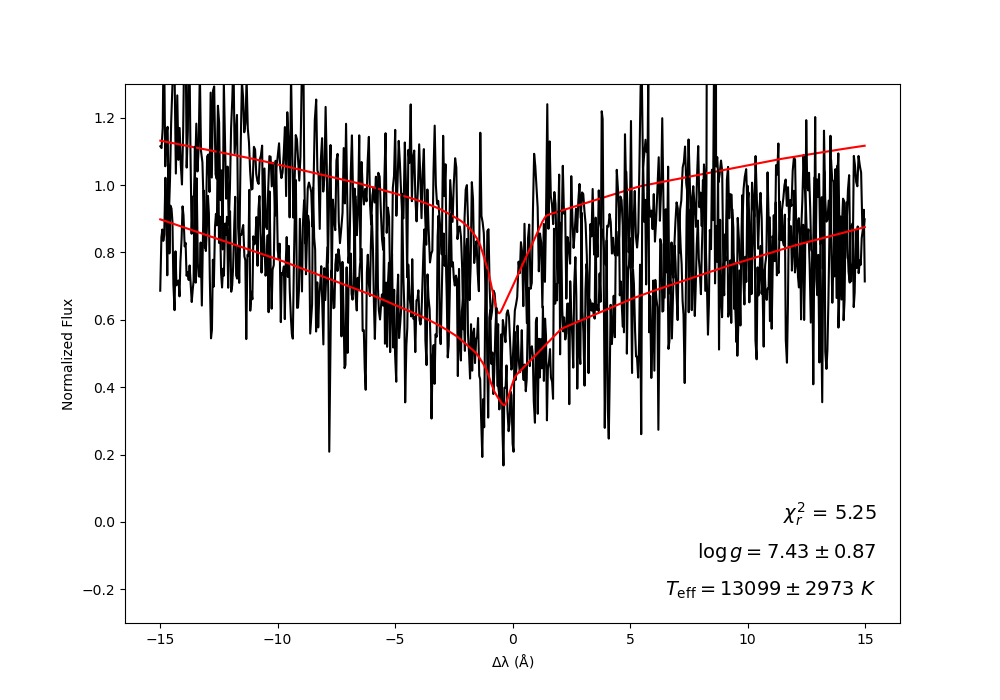 1.2
1.0
0.8
0.6
0.4
0.2
0.0
−0.2
Normalized Flux
χ²ᵣ = 5.25
log g = 7.43 ± 0.87
T_eff = 13099 ± 2973 K
−15 −10 −5 0 5 10 15
Δλ (Å)